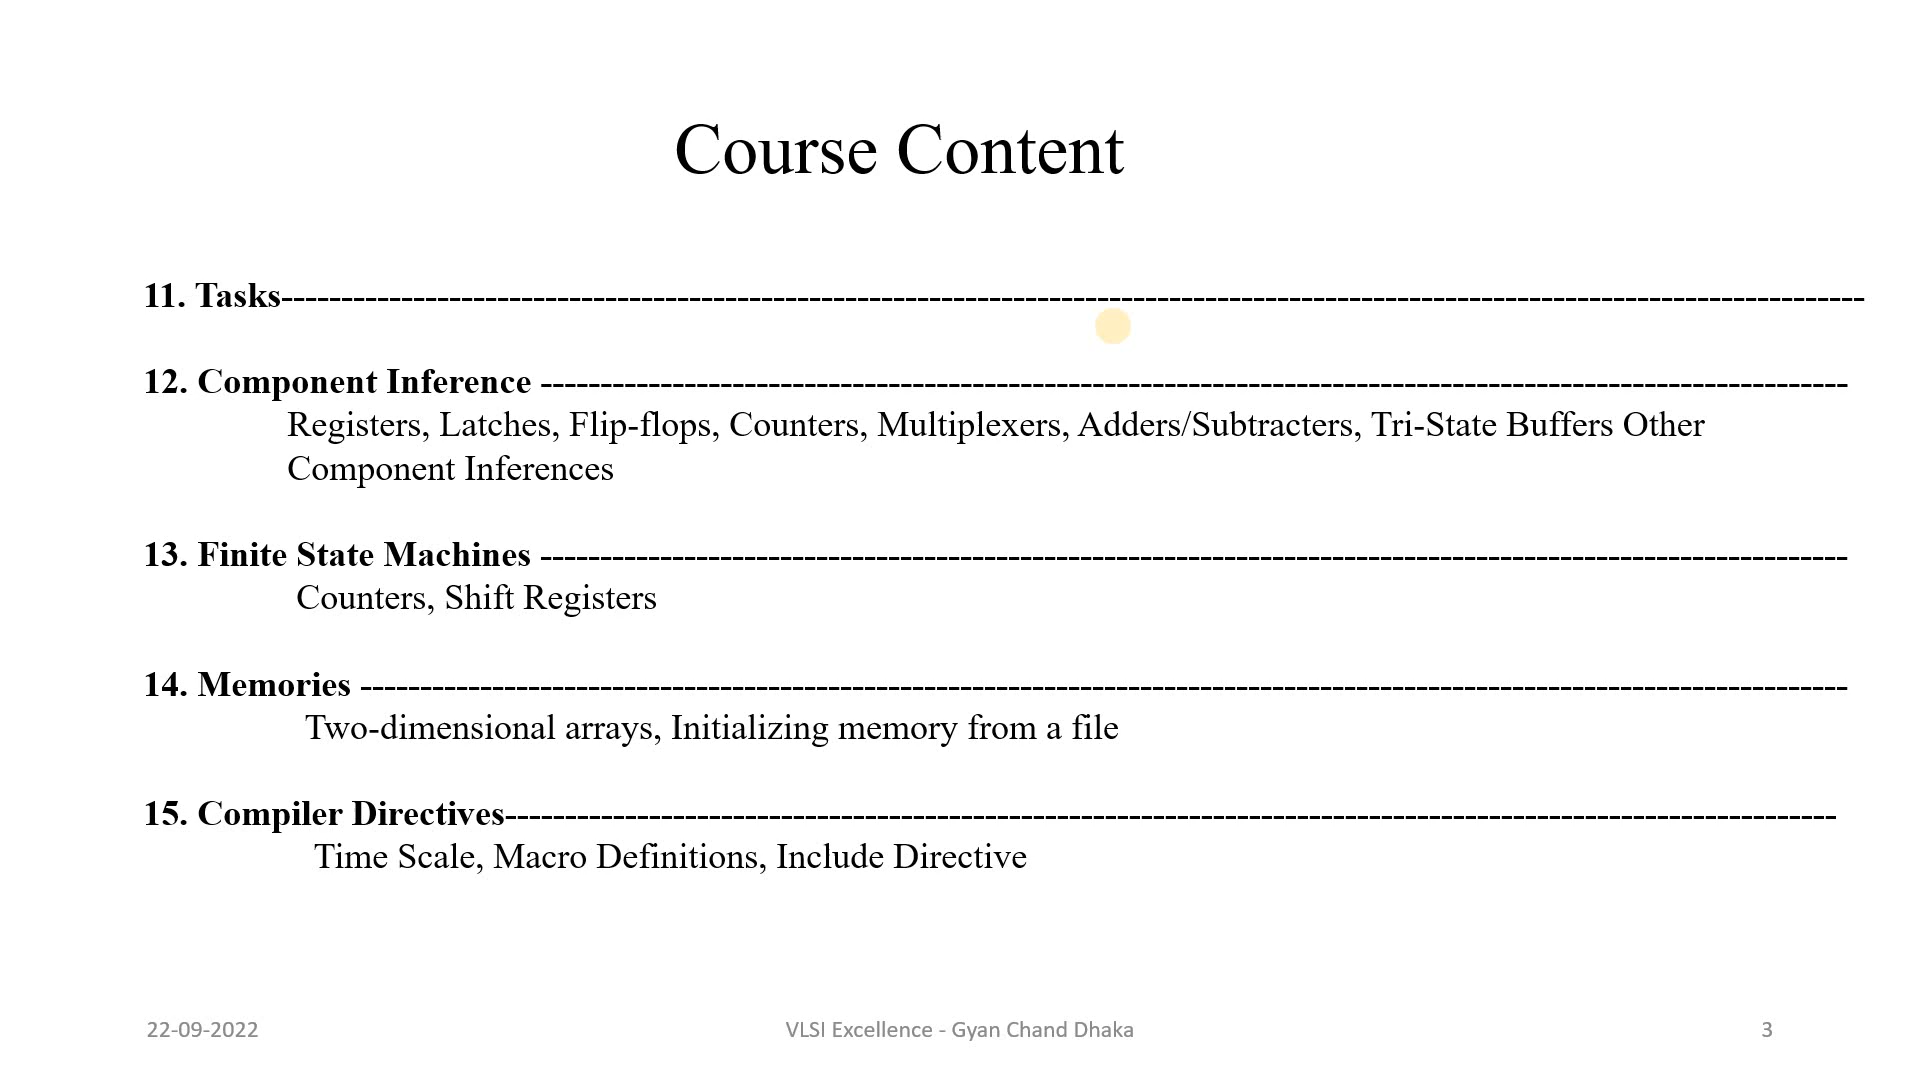 Course Content
11. Tasks------------------------------------------------------------------------------------------------------------------------------------
12. Component Inference -------------------------------------------------------------------------------------------------------------
Registers, Latches, Flip-flops, Counters, Multiplexers, Adders/Subtracters, Tri-State Buffers Other
Component Inferences
13. Finite State Machines -------------------------------------------------------------------------------------------------------------
Counters, Shift Registers
14. Memories ----------------------------------------------------------------------------------------------------------------------------
Two-dimensional arrays, Initializing memory from a file
15. Compiler Directives---------------------------------------------------------------------------------------------------------------
Time Scale, Macro Definitions, Include Directive
22-09-2022
VLSI Excellence - Gyan Chand Dhaka
3